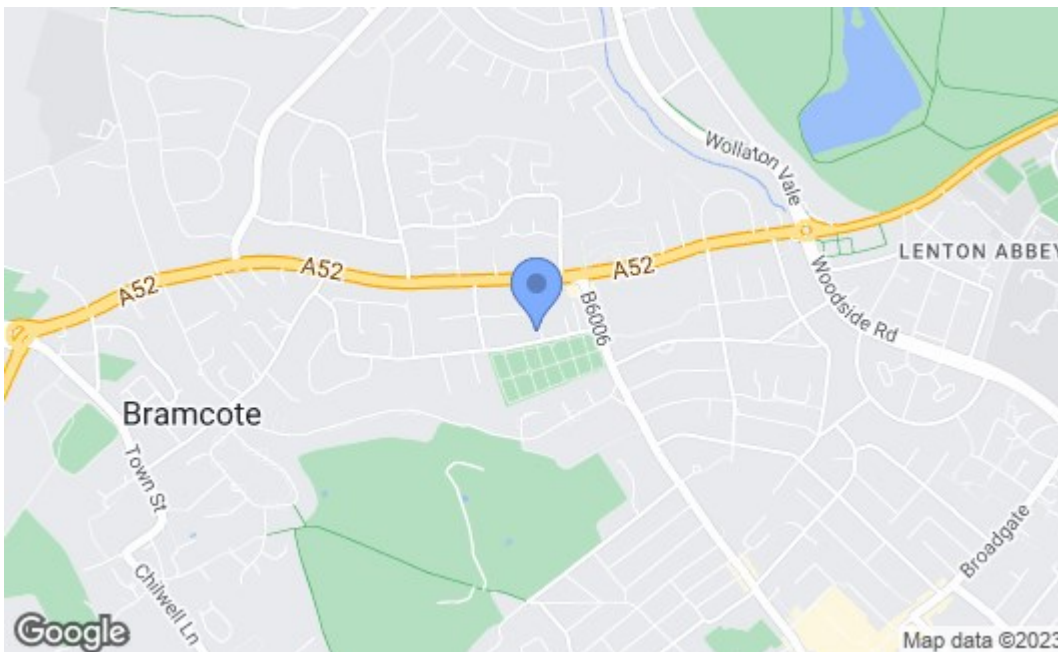 Wollaton Vale
LENTON ABBEY
A52
A52
A52
Woodside Rd
B6006
Bramcote
Town St
Chilwell Ln
Broadgate
Google
Map data ©2023